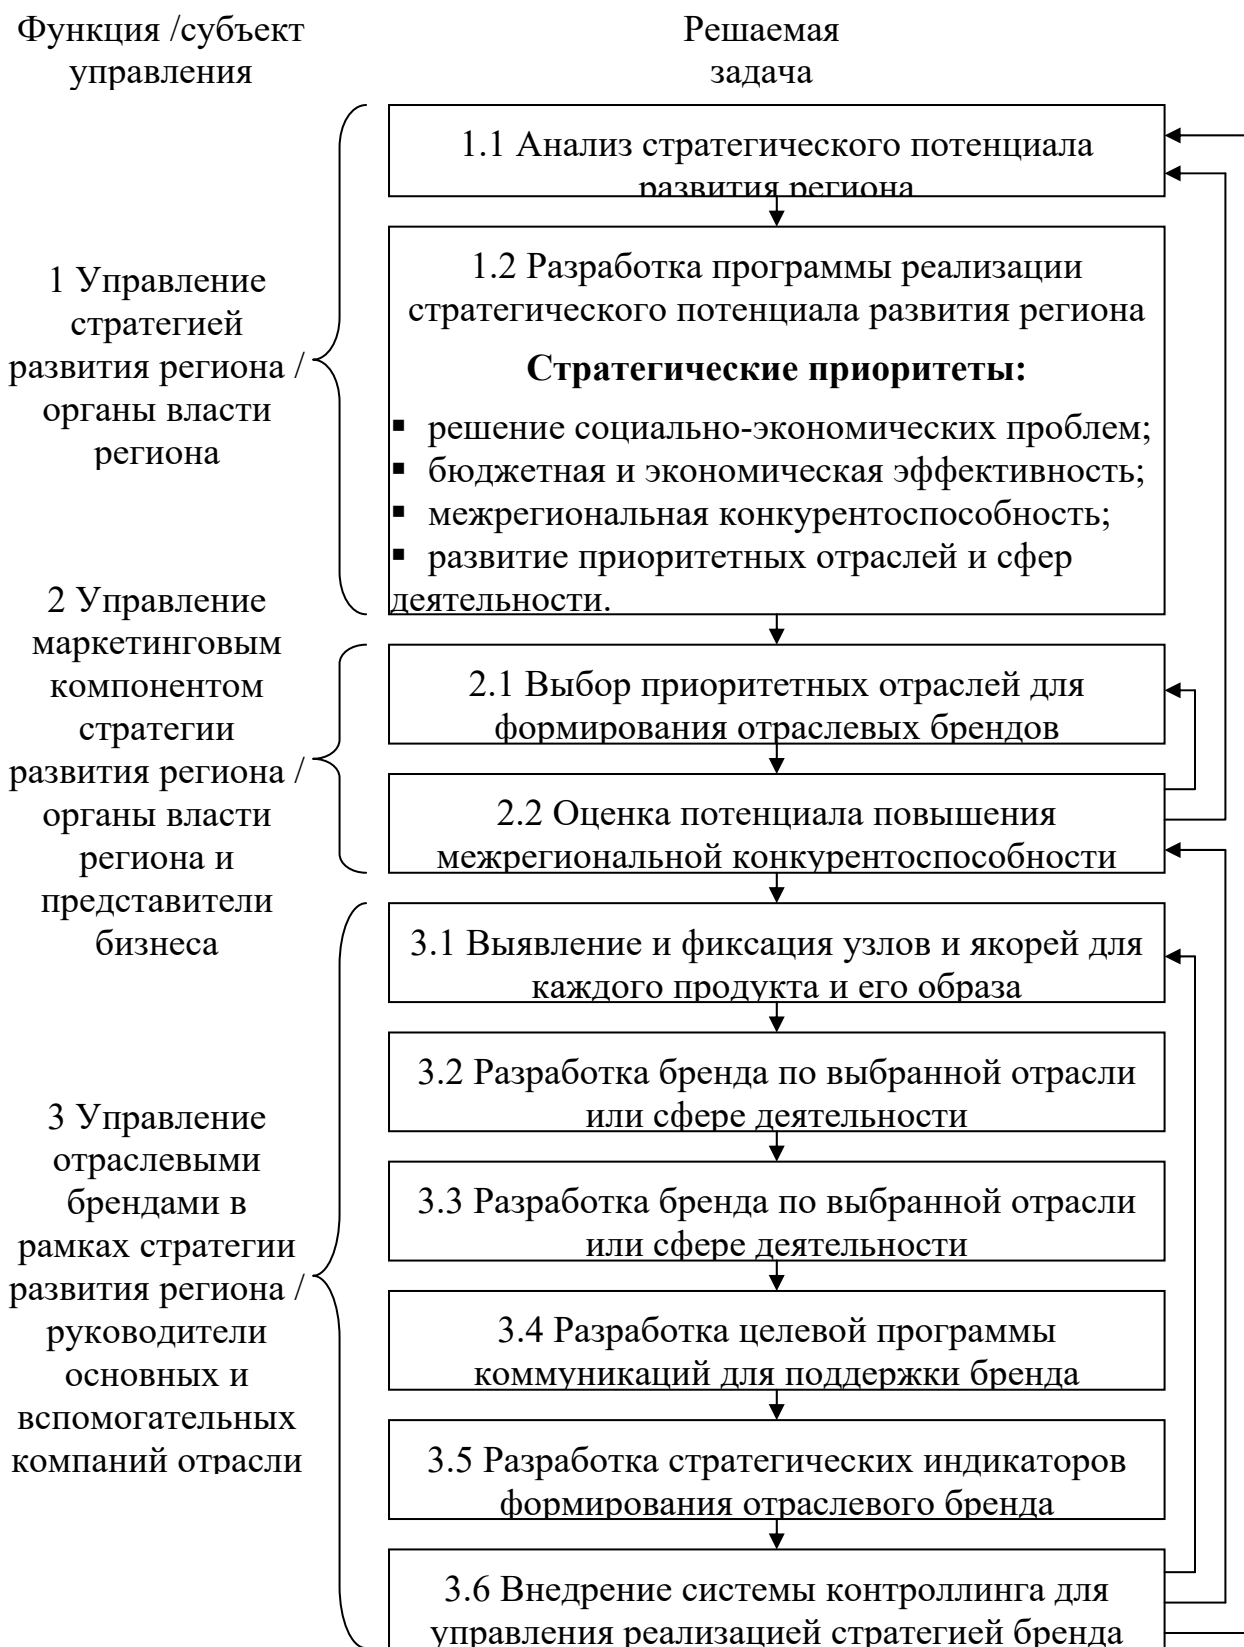 Функция /субъект
управления
Решаемая
задача
1 Управление
стратегией
развития региона /
органы власти
региона
1.1 Анализ стратегического потенциала
развития региона
1.2 Разработка программы реализации
стратегического потенциала развития региона
Стратегические приоритеты:
▪ решение социально-экономических проблем;
▪ бюджетная и экономическая эффективность;
▪ межрегиональная конкурентоспособность;
▪ развитие приоритетных отраслей и сфер
деятельности.
2 Управление
маркетинговым
компонентом
стратегии
развития региона /
органы власти
региона и
представители
бизнеса
2.1 Выбор приоритетных отраслей для
формирования отраслевых брендов
2.2 Оценка потенциала повышения
межрегиональной конкурентоспособности
3 Управление
отраслевыми
брендами в
рамках стратегии
развития региона /
руководители
основных и
вспомогательных
компаний отрасли
3.1 Выявление и фиксация узлов и якорей для
каждого продукта и его образа
3.2 Разработка бренда по выбранной отрасли
или сфере деятельности
3.3 Разработка бренда по выбранной отрасли
или сфере деятельности
3.4 Разработка целевой программы
коммуникаций для поддержки бренда
3.5 Разработка стратегических индикаторов
формирования отраслевого бренда
3.6 Внедрение системы контроллинга для
управления реализацией стратегией бренда